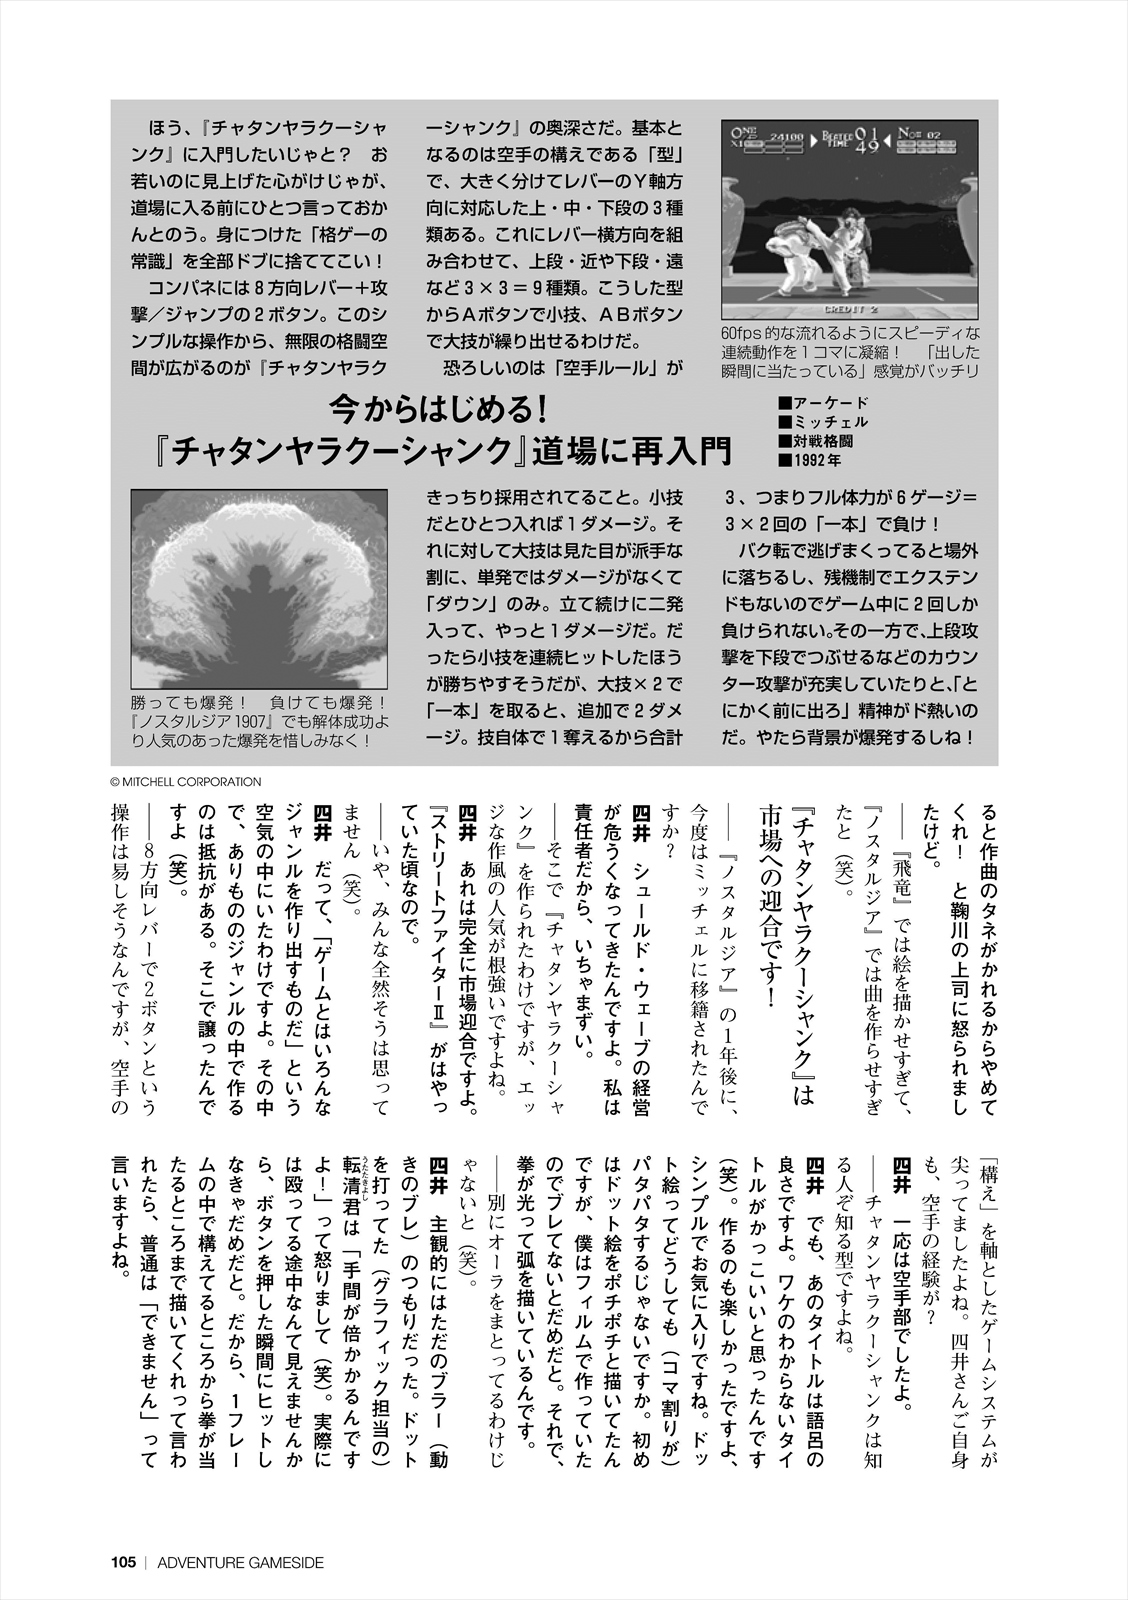 ほう、『チャタンヤラクーシャ
ンク』に入門したいじゃと？　お
若いのに見上げた心がけじゃが、
道場に入る前にひとつ言っておか
んとのう。身につけた「格ゲーの
常識」を全部ドブに捨ててこい！
　コンパネには８方向レバー＋攻
撃／ジャンプの２ボタン。このシ
ンプルな操作から、無限の格闘空
間が広がるのが『チャタンヤラク
ーシャンク』の奥深さだ。基本と
なるのは空手の構えである「型」
で、大きく分けてレバーのＹ軸方
向に対応した上・中・下段の３種
類ある。これにレバー横方向を組
み合わせて、上段・近や下段・遠
など３×３＝９種類。こうした型
からＡボタンで小技、ＡＢボタン
で大技が繰り出せるわけだ。
　恐ろしいのは「空手ルール」が
ONE 24100 BEATED 01 No= 02
X1 TIME 49
CREDIT 2
60fps的な流れるようにスピーディな
連続動作を１コマに凝縮！　「出した
瞬間に当たっている」感覚がバッチリ
今からはじめる！
『チャタンヤラクーシャンク』道場に再入門
■アーケード
■ミッチェル
■対戦格闘
■1992年
勝っても爆発！　負けても爆発！
『ノスタルジア1907』でも解体成功よ
り人気のあった爆発を惜しみなく！
きっちり採用されてること。小技
だとひとつ入れば１ダメージ。そ
れに対して大技は見た目が派手な
割に、単発ではダメージがなくて
「ダウン」のみ。立て続けに二発
入って、やっと１ダメージだ。だ
ったら小技を連続ヒットしたほう
が勝ちやすそうだが、大技×２で
「一本」を取ると、追加で２ダメ
ージ。技自体で１奪えるから合計
３、つまりフル体力が６ゲージ＝
３×２回の「一本」で負け！
　バク転で逃げまくってると場外
に落ちるし、残機制でエクステン
ドもないのでゲーム中に２回しか
負けられない。その一方で、上段攻
撃を下段でつぶせるなどのカウン
ター攻撃が充実していたりと、「と
にかく前に出ろ」精神がド熱いの
だ。やたら背景が爆発するしね！
© MITCHELL CORPORATION
ると作曲のタネがかれるからやめて
くれ！　と鞠川の上司に怒られまし
たけど。
――『飛竜』では絵を描かせすぎて、
『ノスタルジア』では曲を作らせすぎ
たと（笑）。
『チャタンヤラクーシャンク』は
市場への迎合です！
――『ノスタルジア』の１年後に、
今度はミッチェルに移籍されたんで
すか？
四井　シュールド・ウェーブの経営
が危うくなってきたんですよ。私は
責任者だから、いちゃまずい。
――そこで『チャタンヤラクーシャ
ンク』を作られたわけですが、エッ
ジな作風の人気が根強いですよね。
四井　あれは完全に市場迎合ですよ。
『ストリートファイターⅡ』がはやっ
ていた頃なので。
――いや、みんな全然そうは思って
ません（笑）。
四井　だって、「ゲームとはいろんな
ジャンルを作り出すものだ」という
空気の中にいたわけですよ。その中
で、ありもののジャンルの中で作る
のは抵抗がある。そこで譲ったんで
すよ（笑）。
――８方向レバーで２ボタンという
操作は易しそうなんですが、空手の
「構え」を軸としたゲームシステムが
尖ってましたよね。四井さんご自身
も、空手の経験が？
四井　一応は空手部でしたよ。
――チャタンヤラクーシャンクは知
る人ぞ知る型ですよね。
四井　でも、あのタイトルは語呂の
良さですよ。ワケのわからないタイ
トルがかっこいいと思ったんです
（笑）。作るのも楽しかったですよ、
シンプルでお気に入りですね。ドッ
ト絵ってどうしても（コマ割りが）
パタパタするじゃないですか。初め
はドット絵をポチポチと描いてたん
ですが、僕はフィルムで作っていた
のでブレてないとだめだと。それで、
拳が光って弧を描いているんです。
――別にオーラをまとってるわけじ
ゃないと（笑）。
四井　主観的にはただのブラー（動
きのブレ）のつもりだった。ドット
を打ってた（グラフィック担当の）
転清君は「手間が倍かかるんです
うたたきよし
よ！」って怒りまして（笑）。実際に
は殴ってる途中なんて見えませんか
ら、ボタンを押した瞬間にヒットし
なきゃだめだと。だから、１フレー
ムの中で構えてるところから拳が当
たるところまで描いてくれって言わ
れたら、普通は「できません」って
言いますよね。
105 | ADVENTURE GAMESIDE